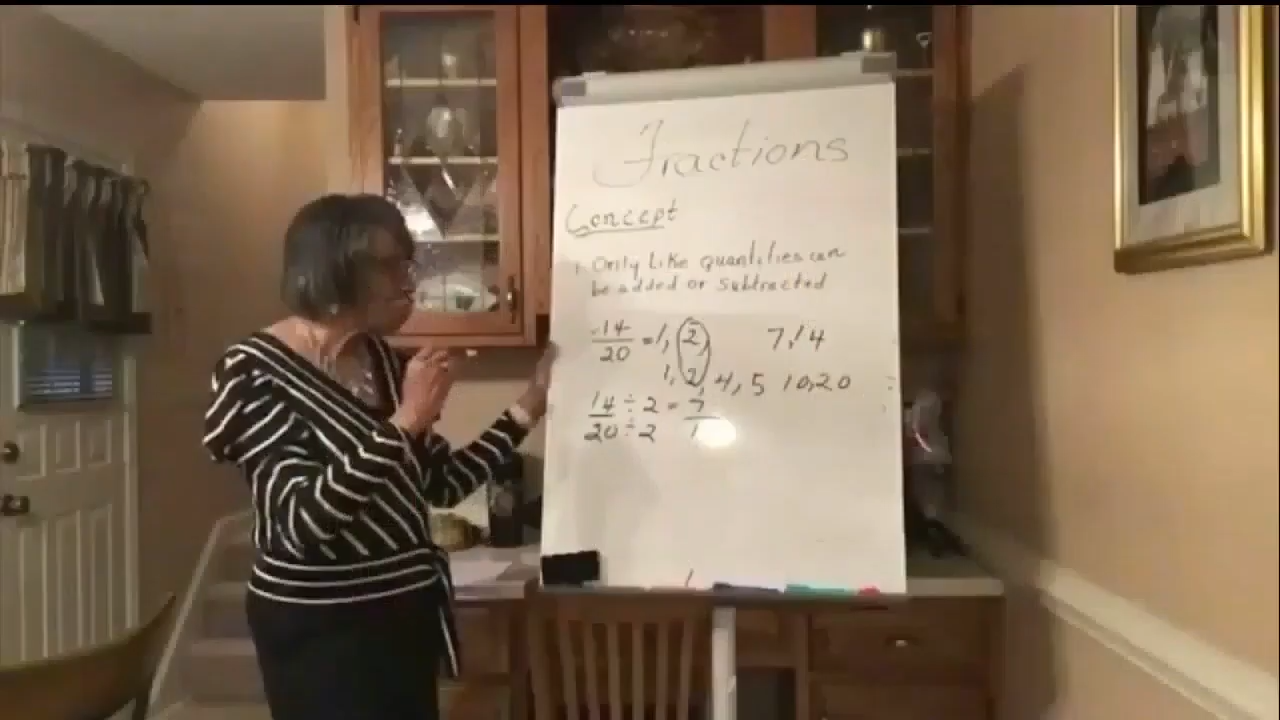 Fractions
Concept
1. Only Like quantities can
be added or subtracted
14/20 = 1, 2, 7, 14
1, 2, 4, 5 10, 20
14 ÷ 2 = 7
20 ÷ 2 1